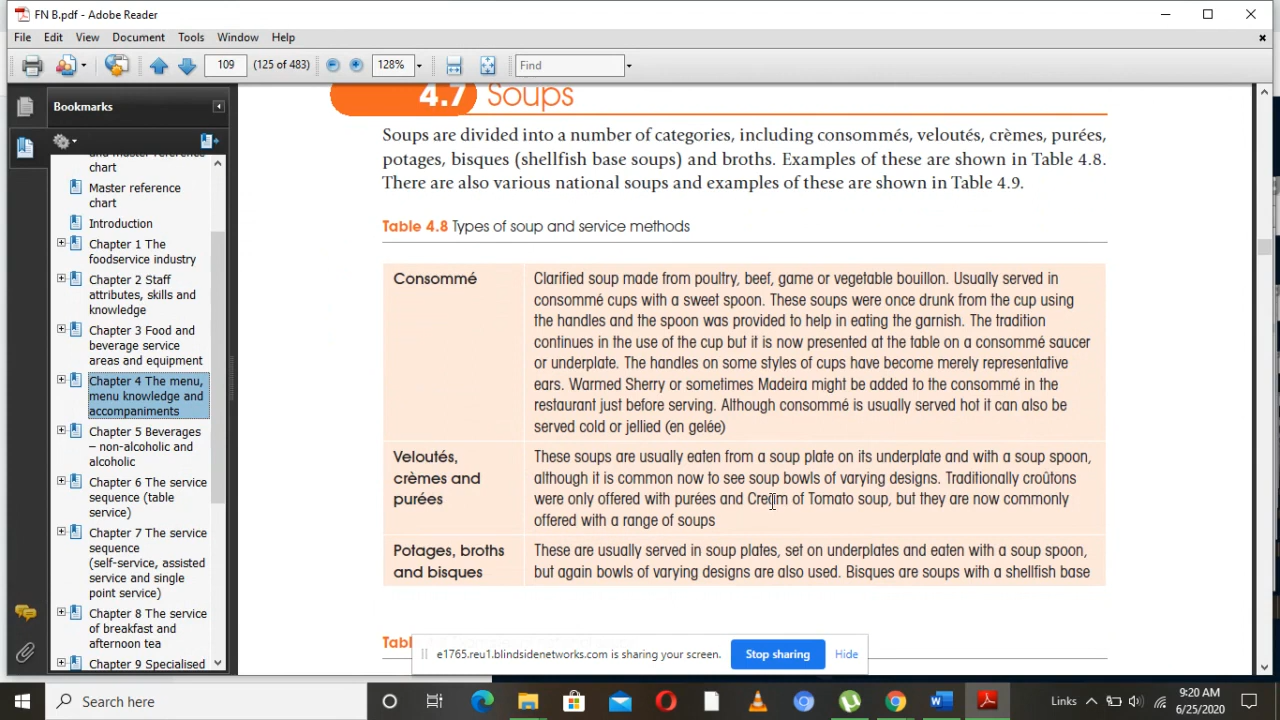 FN B.pdf - Adobe Reader
File Edit View Document Tools Window Help
109 (125 of 483) 128% Find
Bookmarks
and master reference
chart
Master reference
chart
Introduction
Chapter 1 The
foodservice industry
Chapter 2 Staff
attributes, skills and
knowledge
Chapter 3 Food and
beverage service
areas and equipment
Chapter 4 The menu,
menu knowledge and
accompaniments
Chapter 5 Beverages
– non-alcoholic and
alcoholic
Chapter 6 The service
sequence (table
service)
Chapter 7 The service
sequence
(self-service, assisted
service and single
point service)
Chapter 8 The service
of breakfast and
afternoon tea
Chapter 9 Specialised
4.7 Soups
Soups are divided into a number of categories, including consommés, veloutés, crèmes, purées,
potages, bisques (shellfish base soups) and broths. Examples of these are shown in Table 4.8.
There are also various national soups and examples of these are shown in Table 4.9.
Table 4.8 Types of soup and service methods
Consommé
Clarified soup made from poultry, beef, game or vegetable bouillon. Usually served in
consommé cups with a sweet spoon. These soups were once drunk from the cup using
the handles and the spoon was provided to help in eating the garnish. The tradition
continues in the use of the cup but it is now presented at the table on a consommé saucer
or underplate. The handles on some styles of cups have become merely representative
ears. Warmed Sherry or sometimes Madeira might be added to the consommé in the
restaurant just before serving. Although consommé is usually served hot it can also be
served cold or jellied (en gelée)
Veloutés,
crèmes and
purées
These soups are usually eaten from a soup plate on its underplate and with a soup spoon,
although it is common now to see soup bowls of varying designs. Traditionally croûtons
were only offered with purées and Cream of Tomato soup, but they are now commonly
offered with a range of soups
Potages, broths
and bisques
These are usually served in soup plates, set on underplates and eaten with a soup spoon,
but again bowls of varying designs are also used. Bisques are soups with a shellfish base
e1765.reu1.blindsidenetworks.com is sharing your screen. Stop sharing Hide
Search here
Links
9:20 AM
6/25/2020